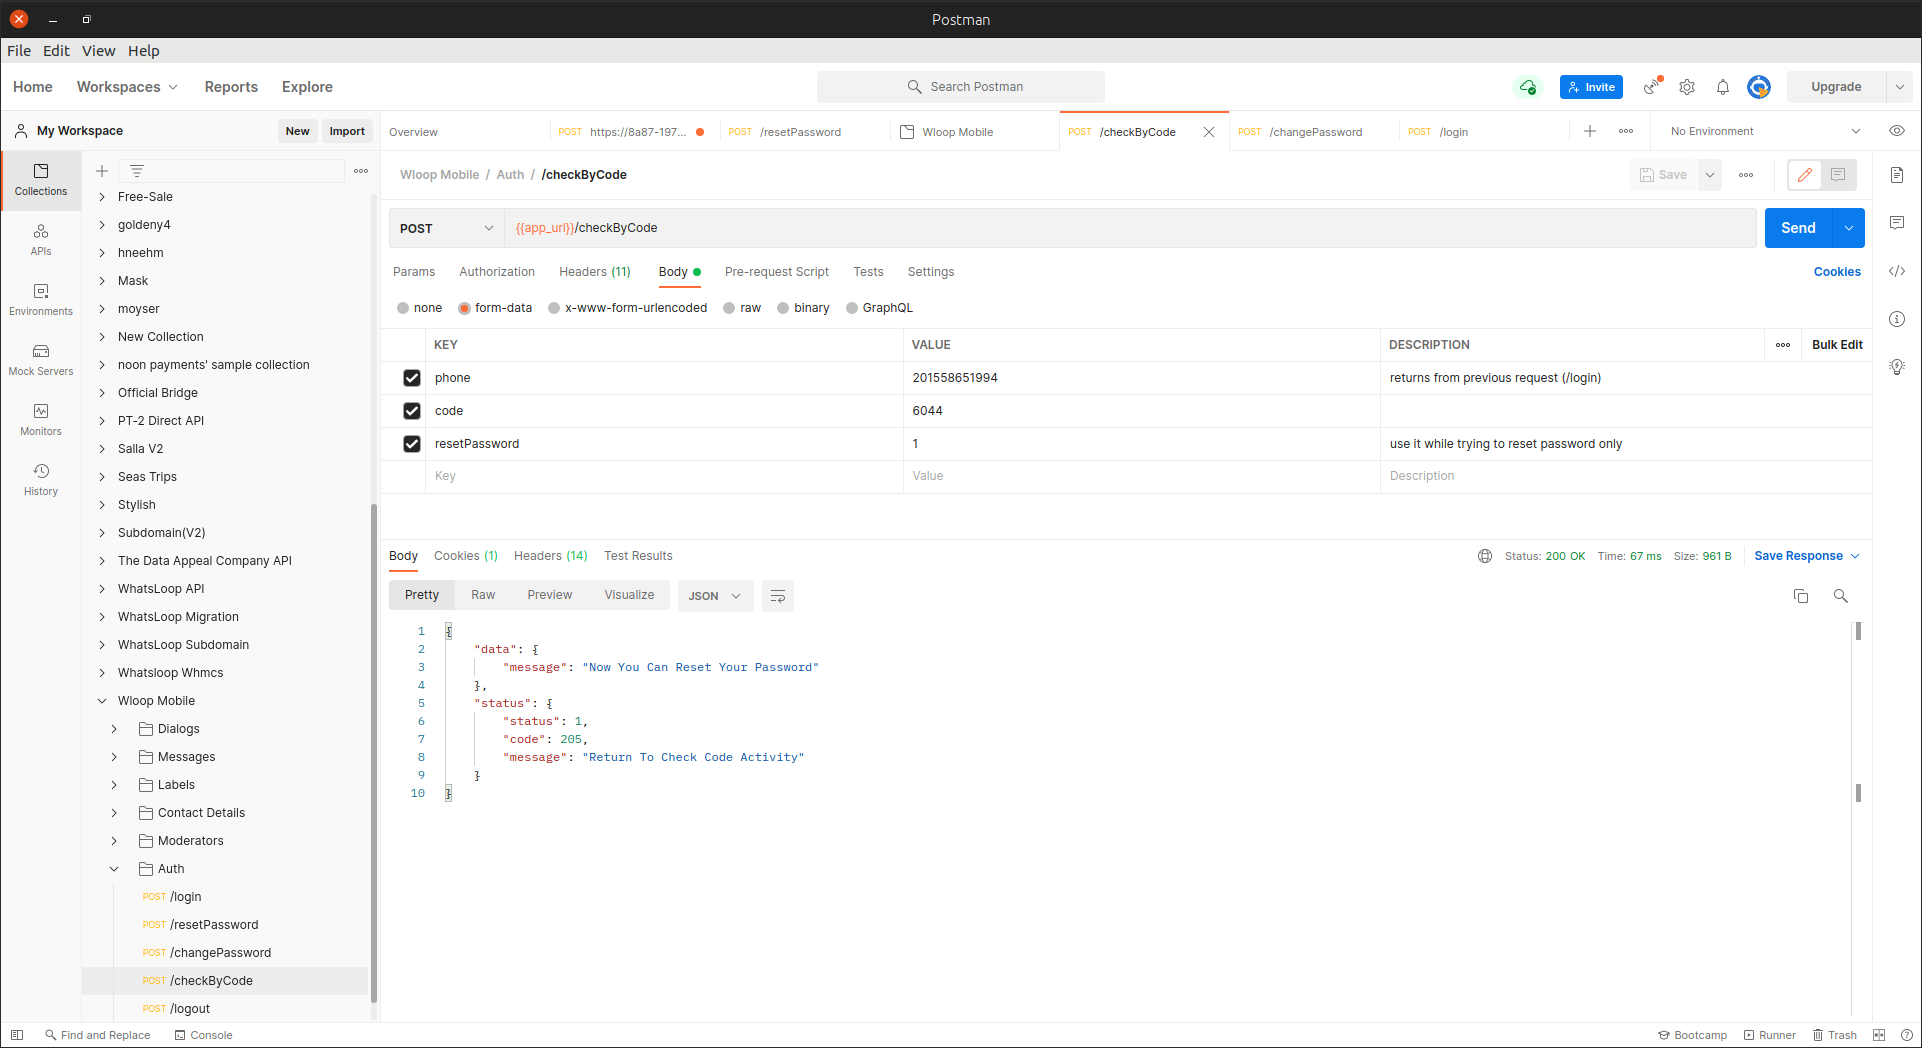 Postman
File Edit View Help
Home Workspaces Reports Explore Search Postman Invite Upgrade
My Workspace New Import
Overview POST https://8a87-197... POST /resetPassword Wloop Mobile POST /checkByCode POST /changePassword POST /login No Environment
Collections
APIs
Environments
Mock Servers
Monitors
History
Free-Sale
goldeny4
hneehm
Mask
moyser
New Collection
noon payments' sample collection
Official Bridge
PT-2 Direct API
Salla V2
Seas Trips
Stylish
Subdomain(V2)
The Data Appeal Company API
WhatsLoop API
WhatsLoop Migration
WhatsLoop Subdomain
Whatsloop Whmcs
Wloop Mobile
Dialogs
Messages
Labels
Contact Details
Moderators
Auth
POST /login
POST /resetPassword
POST /changePassword
POST /checkByCode
POST /logout
Wloop Mobile / Auth / /checkByCode Save
POST {{app_url}}/checkByCode Send
Params Authorization Headers (11) Body Pre-request Script Tests Settings Cookies
none form-data x-www-form-urlencoded raw binary GraphQL
KEY VALUE DESCRIPTION Bulk Edit
phone 201558651994 returns from previous request (/login)
code 6044
resetPassword 1 use it while trying to reset password only
Key Value Description
Body Cookies (1) Headers (14) Test Results Status: 200 OK Time: 67 ms Size: 961 B Save Response
Pretty Raw Preview Visualize JSON
1 {
2 "data": {
3 "message": "Now You Can Reset Your Password"
4 },
5 "status": {
6 "status": 1,
7 "code": 205,
8 "message": "Return To Check Code Activity"
9 }
10 }
Find and Replace Console Bootcamp Runner Trash